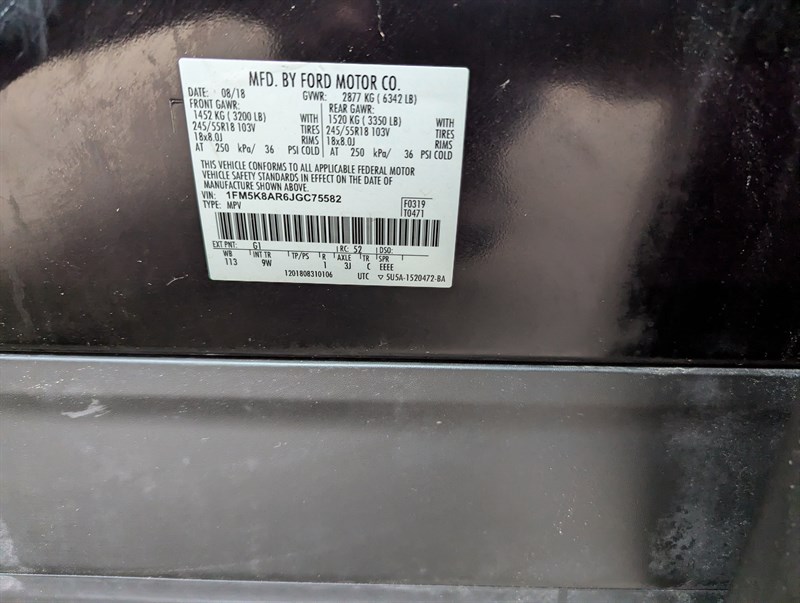 MFD. BY FORD MOTOR CO.
DATE: 08/18 GVWR: 2877 KG ( 6342 LB)
FRONT GAWR: REAR GAWR:
1452 KG ( 3200 LB) WITH 1520 KG ( 3350 LB) WITH
245/55R18 103V TIRES 245/55R18 103V TIRES
18x8.0J RIMS 18x8.0J RIMS
AT 250 kPa/ 36 PSI COLD AT 250 kPa/ 36 PSI COLD
THIS VEHICLE CONFORMS TO ALL APPLICABLE FEDERAL MOTOR
VEHICLE SAFETY STANDARDS IN EFFECT ON THE DATE OF
MANUFACTURE SHOWN ABOVE.
VIN: 1FM5K8AR6JGC75582 F0319
TYPE: MPV T0471
EXT PNT: G1 RC: 52 DSO:
WB INT TR TP/PS R AXLE TR SPR
113 9W 1 3J C EEEE
1201808310106 UTC ▽ 5U5A-1520472-BA